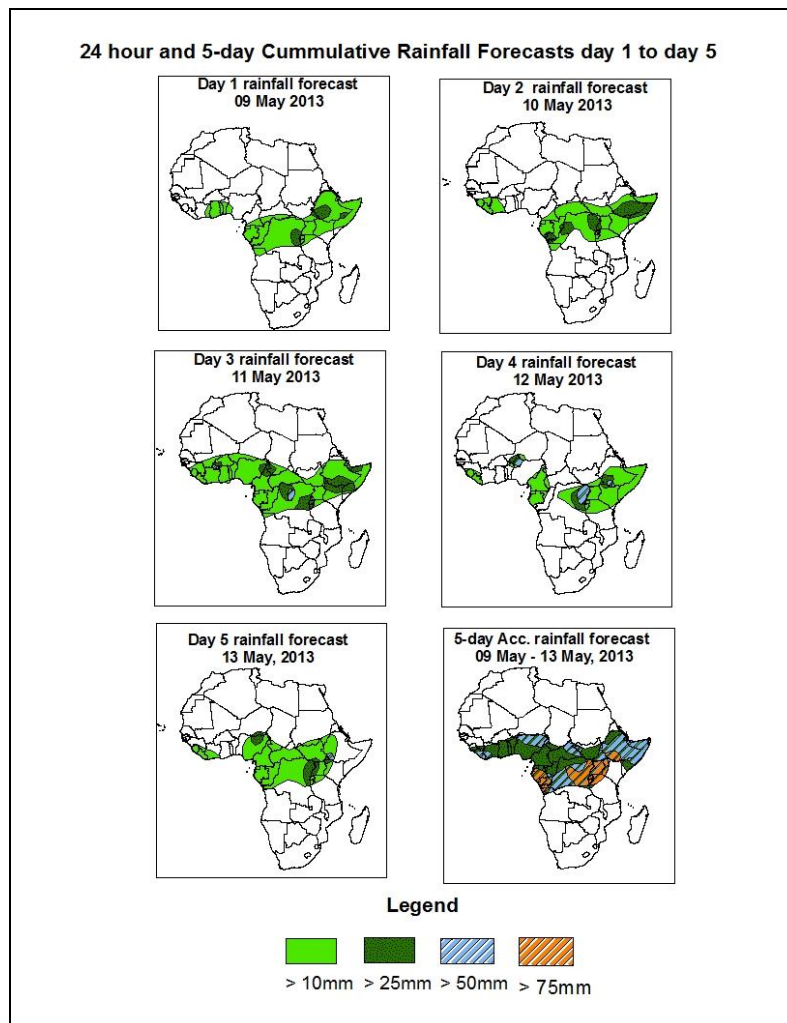 24 hour and 5-day Cummulative Rainfall Forecasts day 1 to day 5
Day 1 rainfall forecast
09 May 2013
Day 2 rainfall forecast
10 May 2013
Day 3 rainfall forecast
11 May 2013
Day 4 rainfall forecast
12 May 2013
Day 5 rainfall forecast
13 May, 2013
5-day Acc. rainfall forecast
09 May - 13 May, 2013
Legend
> 10mm > 25mm > 50mm > 75mm